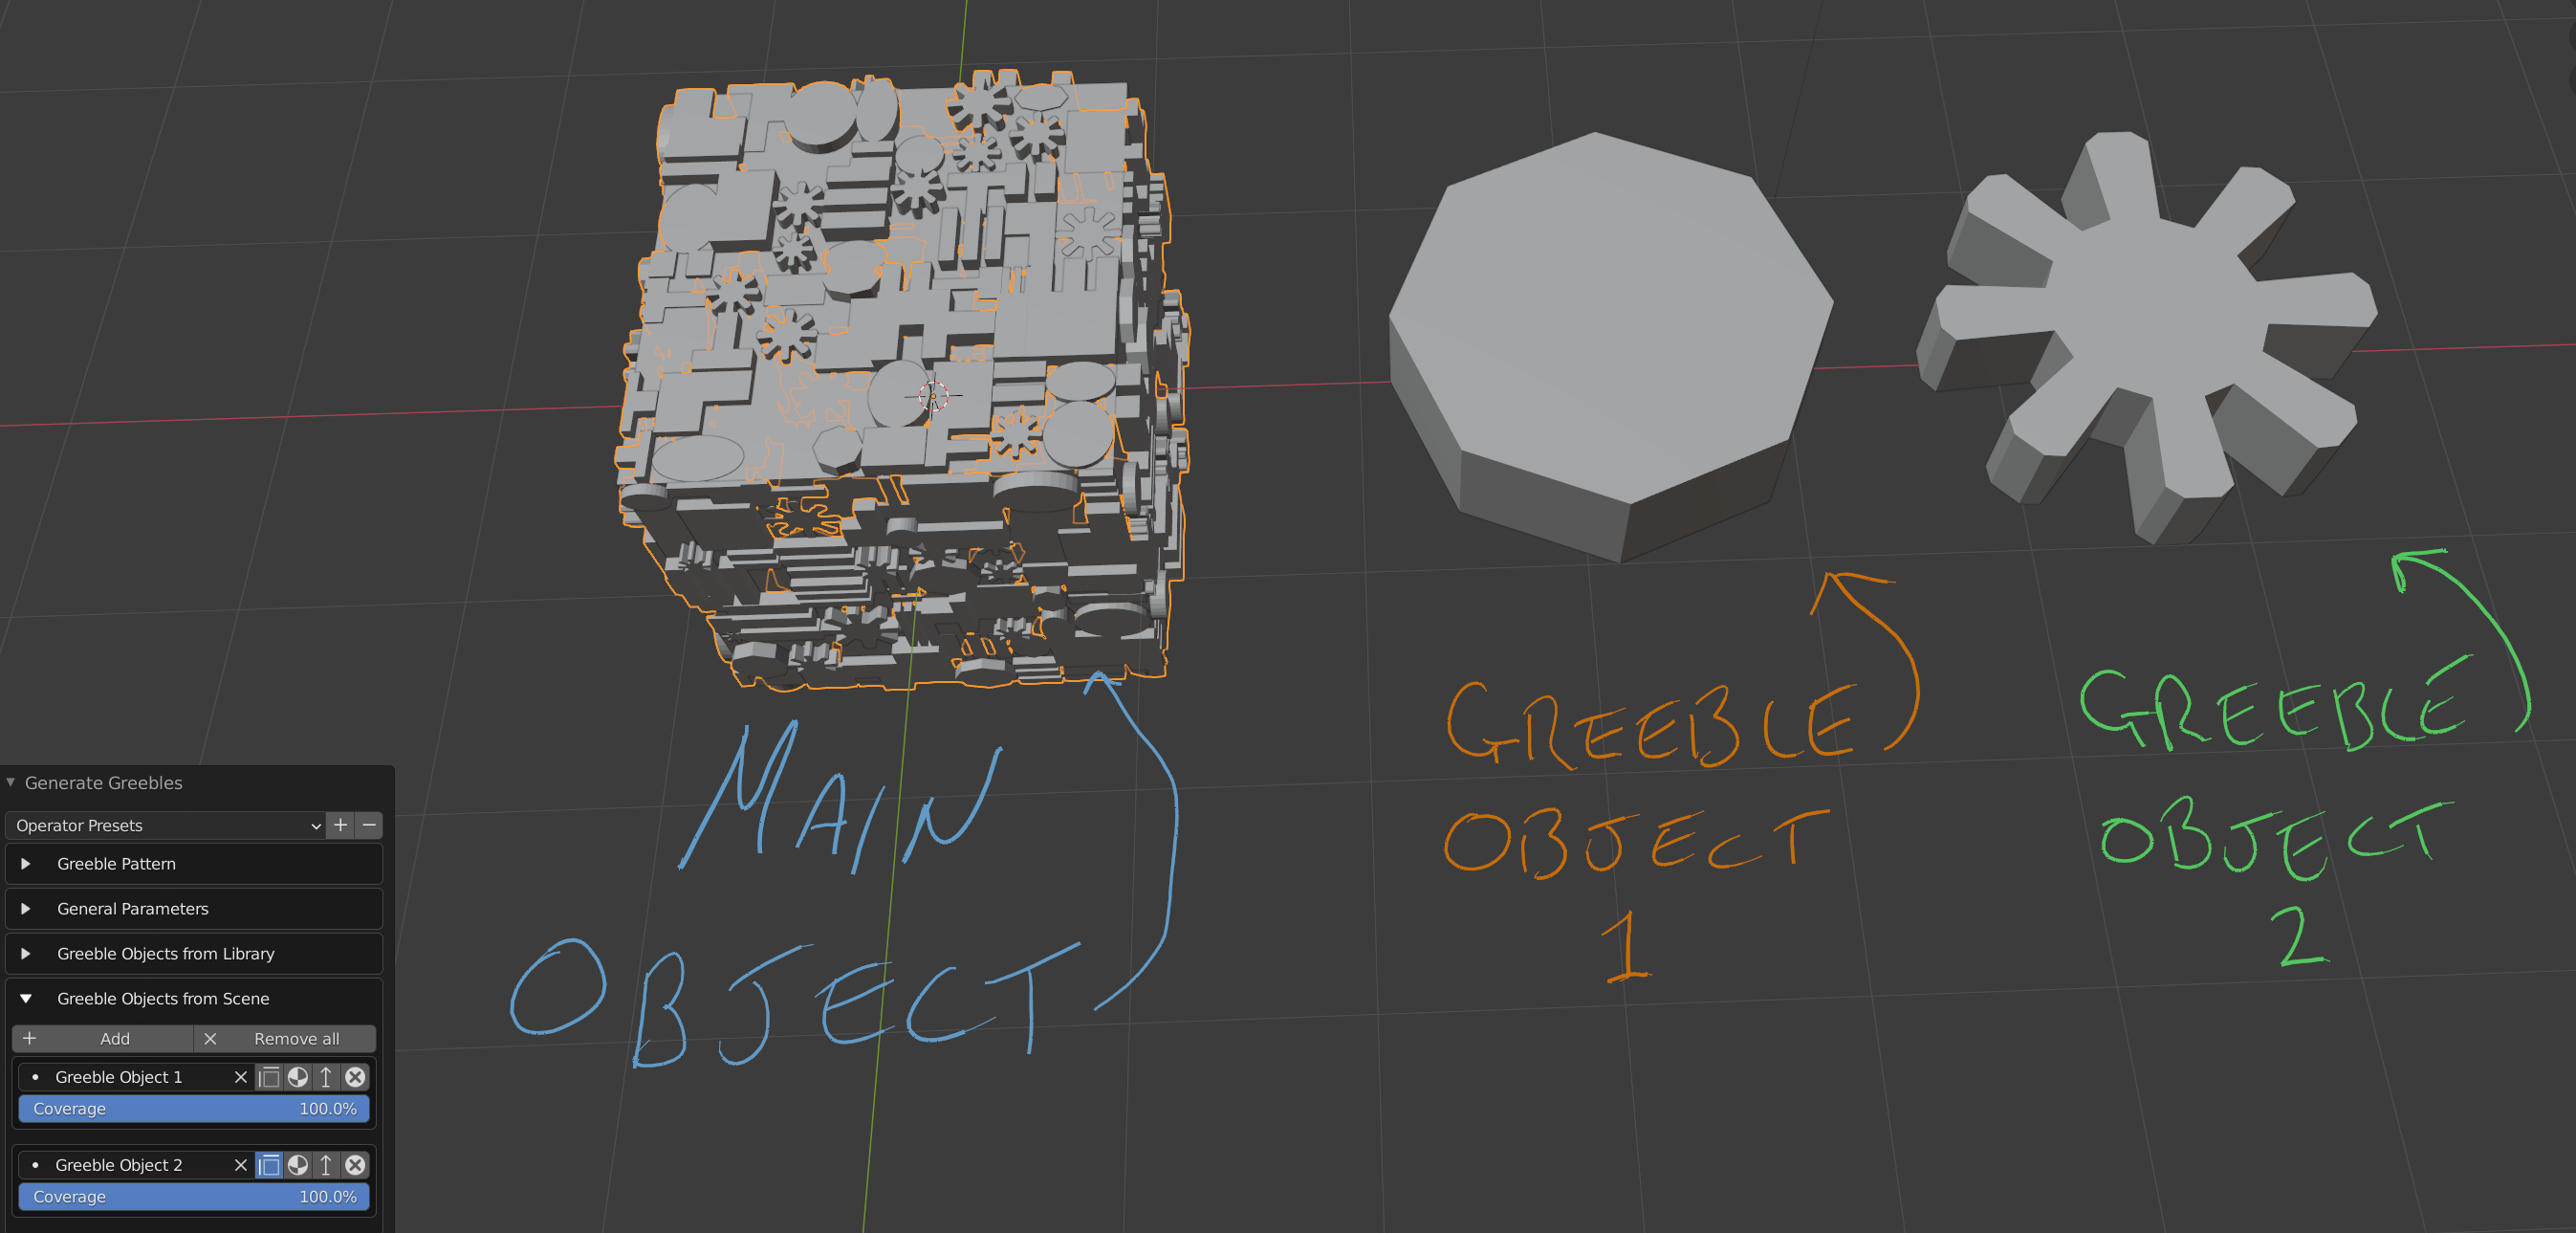 MAIN
OBJECT
GREEBLE
OBJECT
1
GREEBLE
OBJECT
2
Generate Greebles
Operator Presets
Greeble Pattern
General Parameters
Greeble Objects from Library
Greeble Objects from Scene
Add Remove all
Greeble Object 1
Coverage 100.0%
Greeble Object 2
Coverage 100.0%